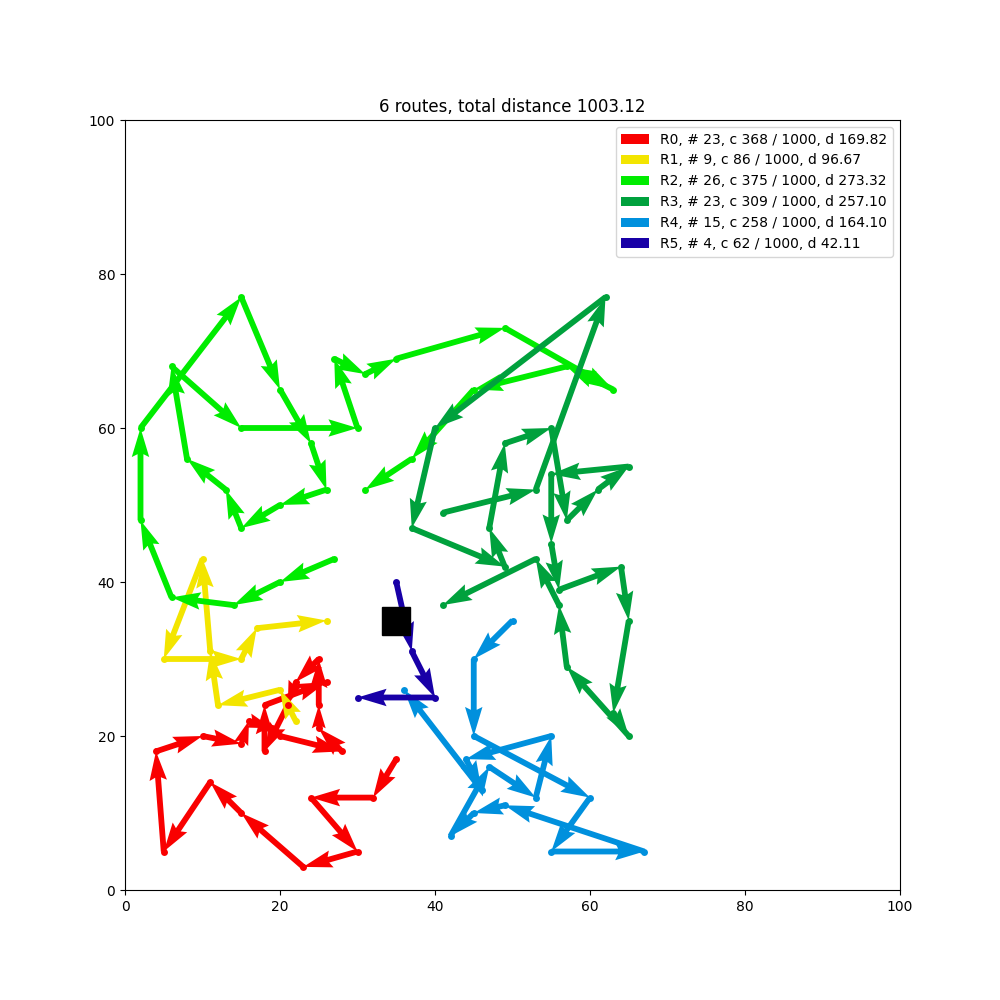 6 routes, total distance 1003.12
R0, # 23, c 368 / 1000, d 169.82
R1, # 9, c 86 / 1000, d 96.67
R2, # 26, c 375 / 1000, d 273.32
R3, # 23, c 309 / 1000, d 257.10
R4, # 15, c 258 / 1000, d 164.10
R5, # 4, c 62 / 1000, d 42.11
100
80
60
40
20
0
0 20 40 60 80 100